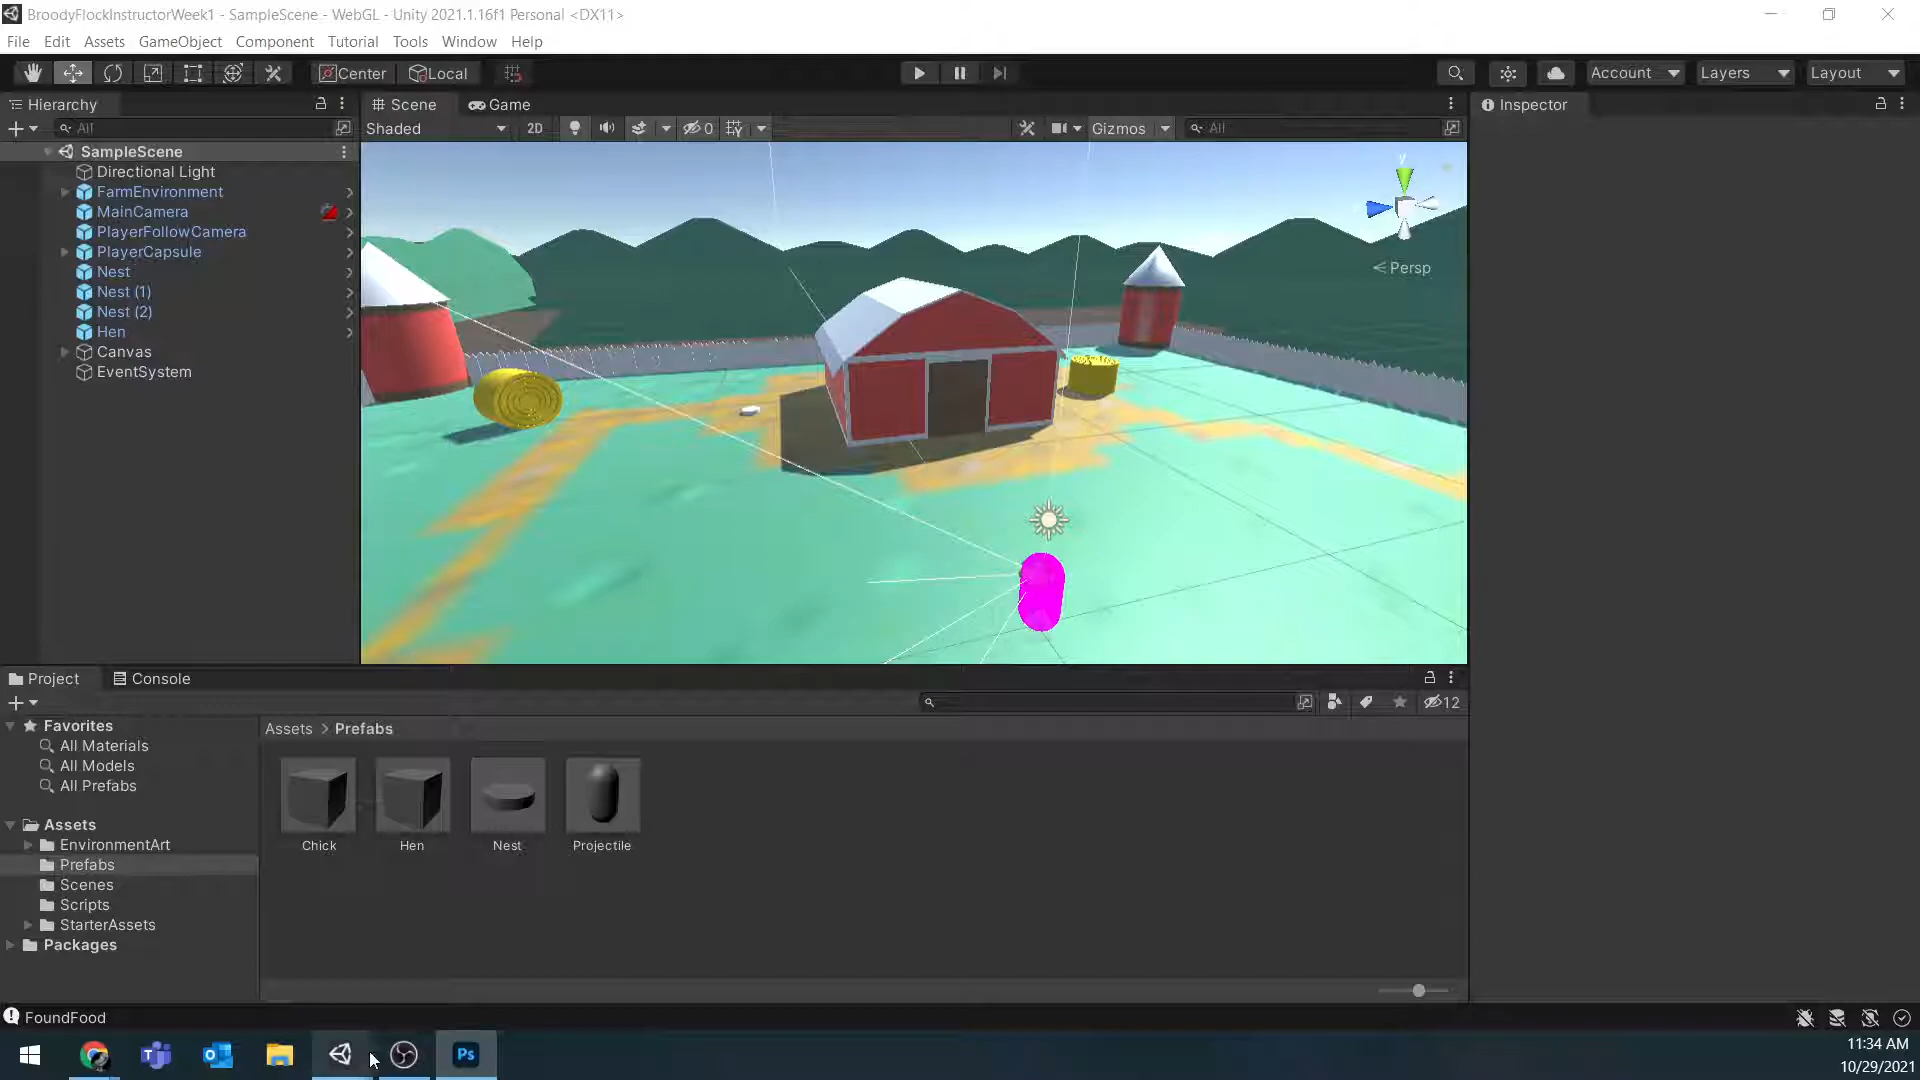 BroodyFlockInstructorWeek1 - SampleScene - WebGL - Unity 2021.1.16f1 Personal <DX11>
File Edit Assets GameObject Component Tutorial Tools Window Help
Center Local Account Layers Layout
Hierarchy Scene Game Inspector
All Shaded 2D 0 Gizmos All
SampleScene
Directional Light
FarmEnvironment
MainCamera
PlayerFollowCamera
PlayerCapsule
Nest
Nest (1)
Nest (2)
Hen
Canvas
EventSystem
y
Persp
Project Console
12
Favorites
All Materials
All Models
All Prefabs
Assets
EnvironmentArt
Prefabs
Scenes
Scripts
StarterAssets
Packages
Assets > Prefabs
Chick Hen Nest Projectile
FoundFood
Ps
11:34 AM
10/29/2021